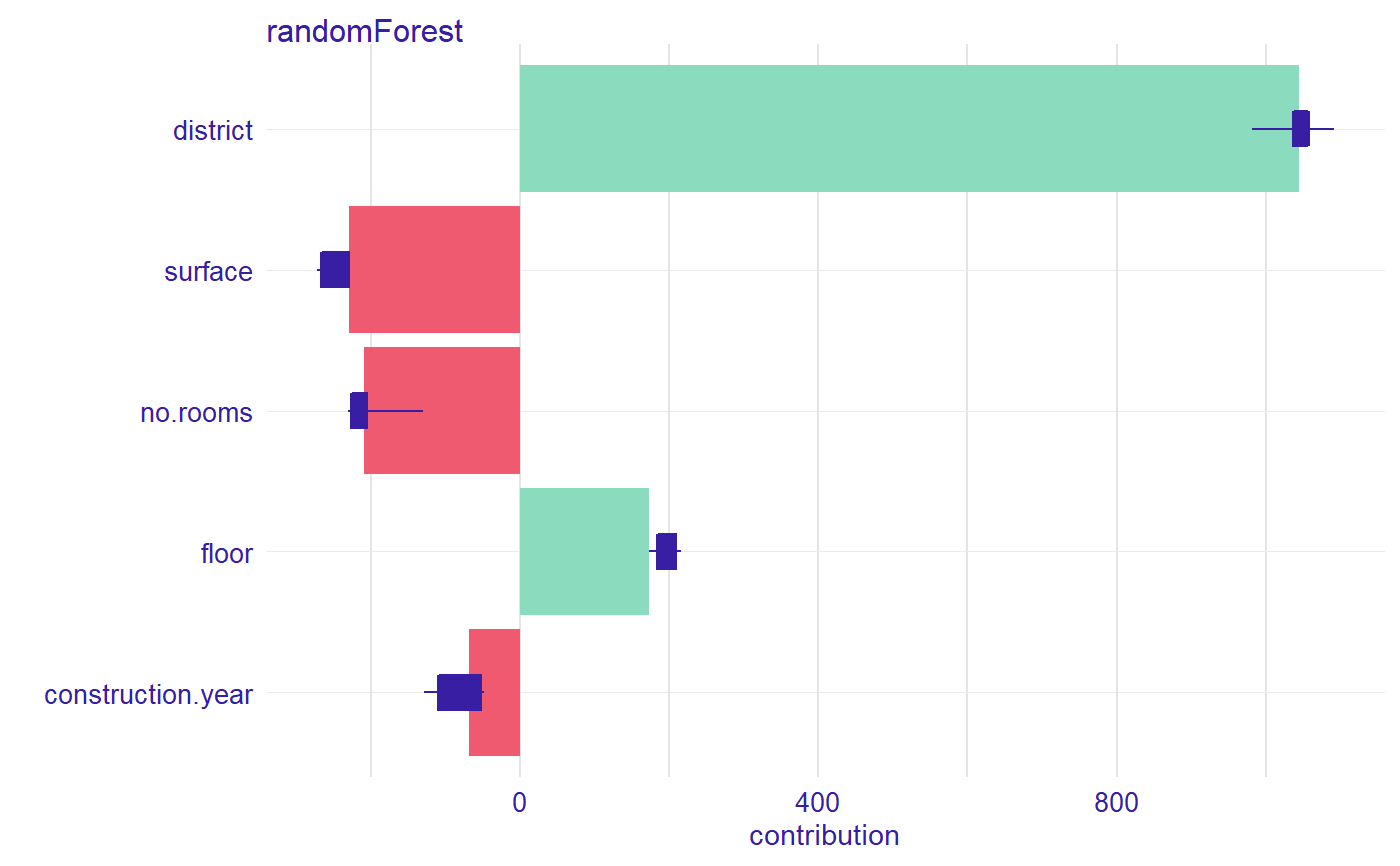 randomForest
district
surface
no.rooms
floor
construction.year
0 400 800
contribution